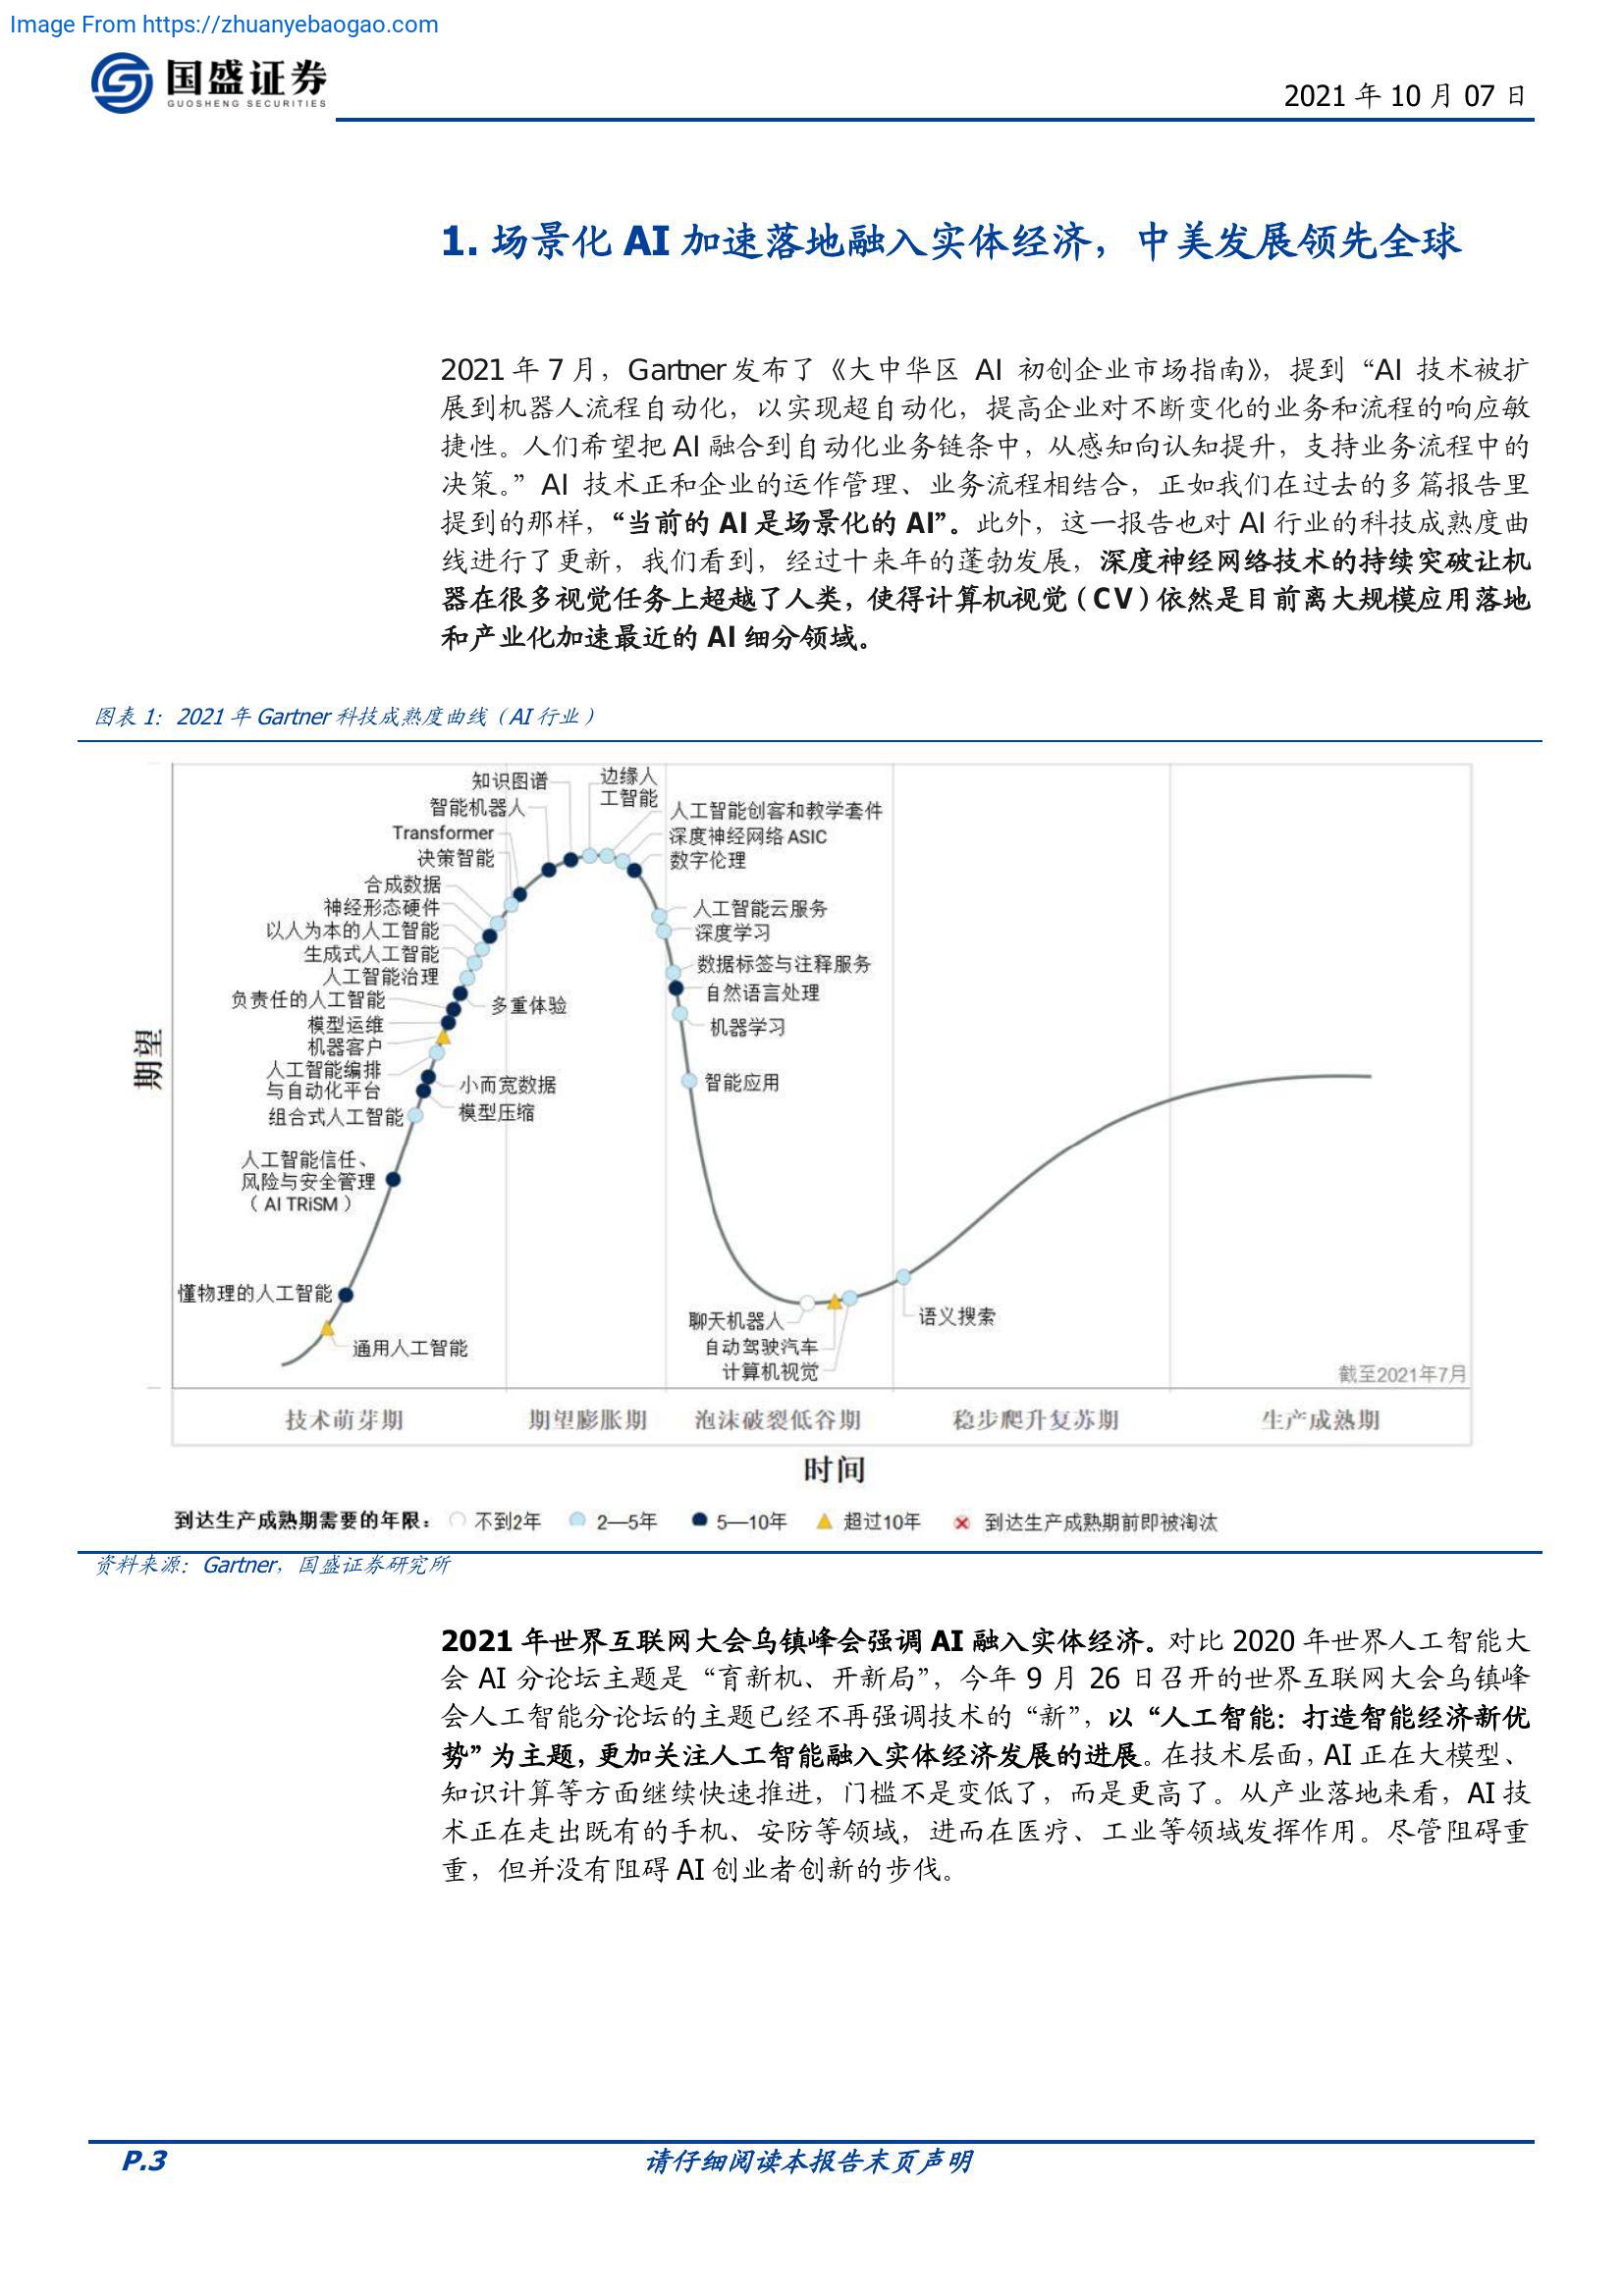 Image From https://zhuanyebaogao.com
国盛证券
GUOSHENG SECURITIES
2021 年 10 月 07 日
1. 场景化 AI 加速落地融入实体经济，中美发展领先全球
2021 年 7 月，Gartner 发布了《大中华区 AI 初创企业市场指南》，提到“AI 技术被扩
展到机器人流程自动化，以实现超自动化，提高企业对不断变化的业务和流程的响应敏
捷性。人们希望把 AI 融合到自动化业务链条中，从感知向认知提升，支持业务流程中的
决策。”AI 技术正和企业的运作管理、业务流程相结合，正如我们在过去的多篇报告里
提到的那样，“当前的 AI 是场景化的 AI”。此外，这一报告也对 AI 行业的科技成熟度曲
线进行了更新，我们看到，经过十来年的蓬勃发展，深度神经网络技术的持续突破让机
器在很多视觉任务上超越了人类，使得计算机视觉（CV）依然是目前离大规模应用落地
和产业化加速最近的 AI 细分领域。
图表 1：2021 年 Gartner 科技成熟度曲线（AI 行业）
期望
知识图谱
智能机器人
Transformer
决策智能
合成数据
神经形态硬件
以人为本的人工智能
生成式人工智能
人工智能治理
负责任的人工智能
模型运维
机器客户
人工智能编排
与自动化平台
组合式人工智能
人工智能信任、
风险与安全管理
（AI TRiSM）
懂物理的人工智能
通用人工智能
多重体验
小而宽数据
模型压缩
边缘人
工智能
人工智能创客和教学套件
深度神经网络 ASIC
数字伦理
人工智能云服务
深度学习
数据标签与注释服务
自然语言处理
机器学习
智能应用
聊天机器人
自动驾驶汽车
计算机视觉
语义搜索
截至2021年7月
技术萌芽期
期望膨胀期
泡沫破裂低谷期
稳步爬升复苏期
生产成熟期
时间
到达生产成熟期需要的年限： 不到2年 2—5年 5—10年 超过10年 到达生产成熟期前即被淘汰
资料来源：Gartner，国盛证券研究所
2021 年世界互联网大会乌镇峰会强调 AI 融入实体经济。对比 2020 年世界人工智能大
会 AI 分论坛主题是“育新机、开新局”，今年 9 月 26 日召开的世界互联网大会乌镇峰
会人工智能分论坛的主题已经不再强调技术的“新”，以“人工智能：打造智能经济新优
势”为主题，更加关注人工智能融入实体经济发展的进展。在技术层面，AI 正在大模型、
知识计算等方面继续快速推进，门槛不是变低了，而是更高了。从产业落地来看，AI 技
术正在走出既有的手机、安防等领域，进而在医疗、工业等领域发挥作用。尽管阻碍重
重，但并没有阻碍 AI 创业者创新的步伐。
P.3
请仔细阅读本报告末页声明